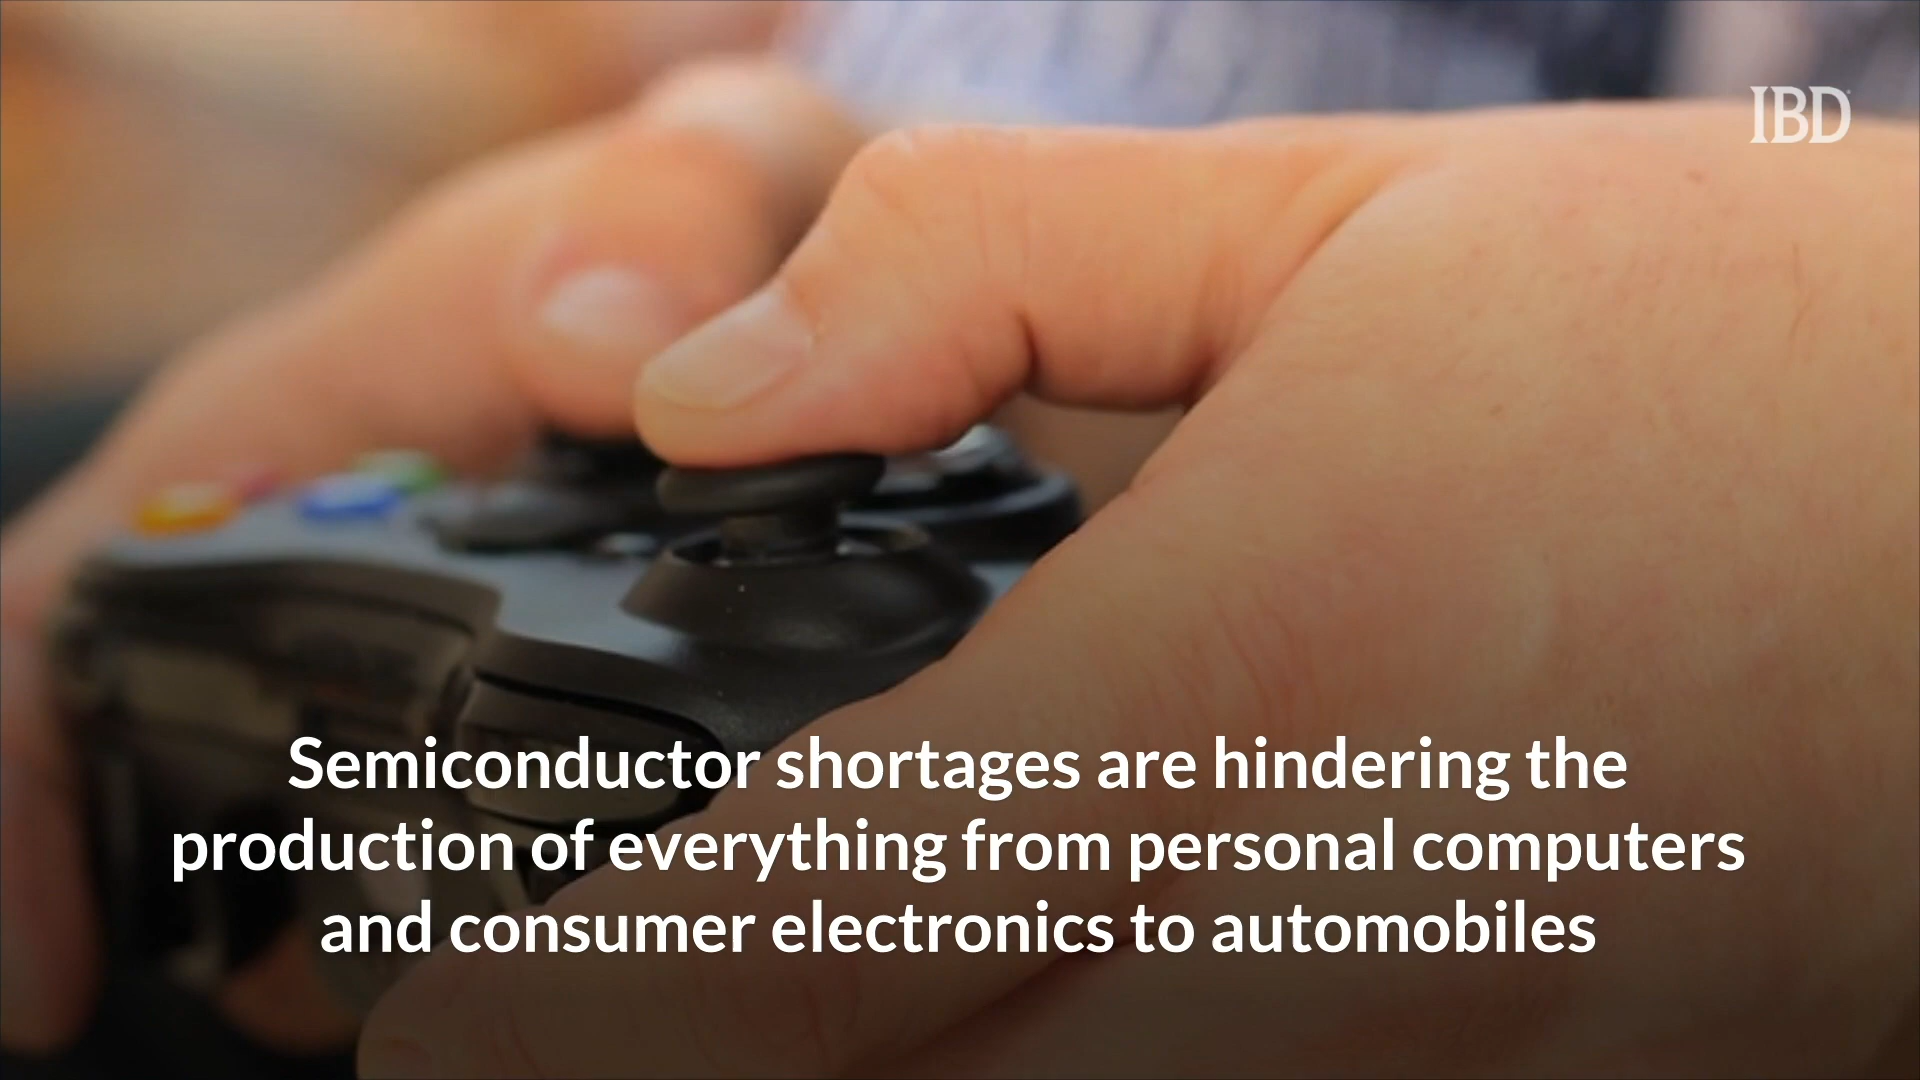 IBD
Semiconductor shortages are hindering the
production of everything from personal computers
and consumer electronics to automobiles